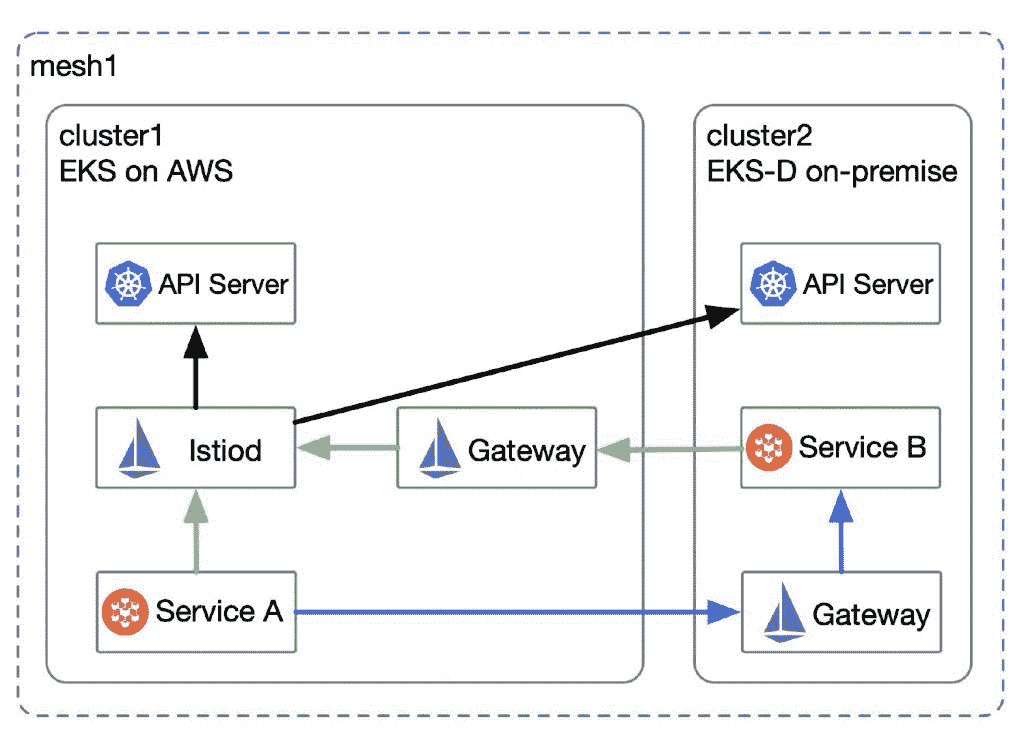 mesh1
cluster1
EKS on AWS
cluster2
EKS-D on-premise
API Server
API Server
Istiod
Gateway
Service B
Service A
Gateway